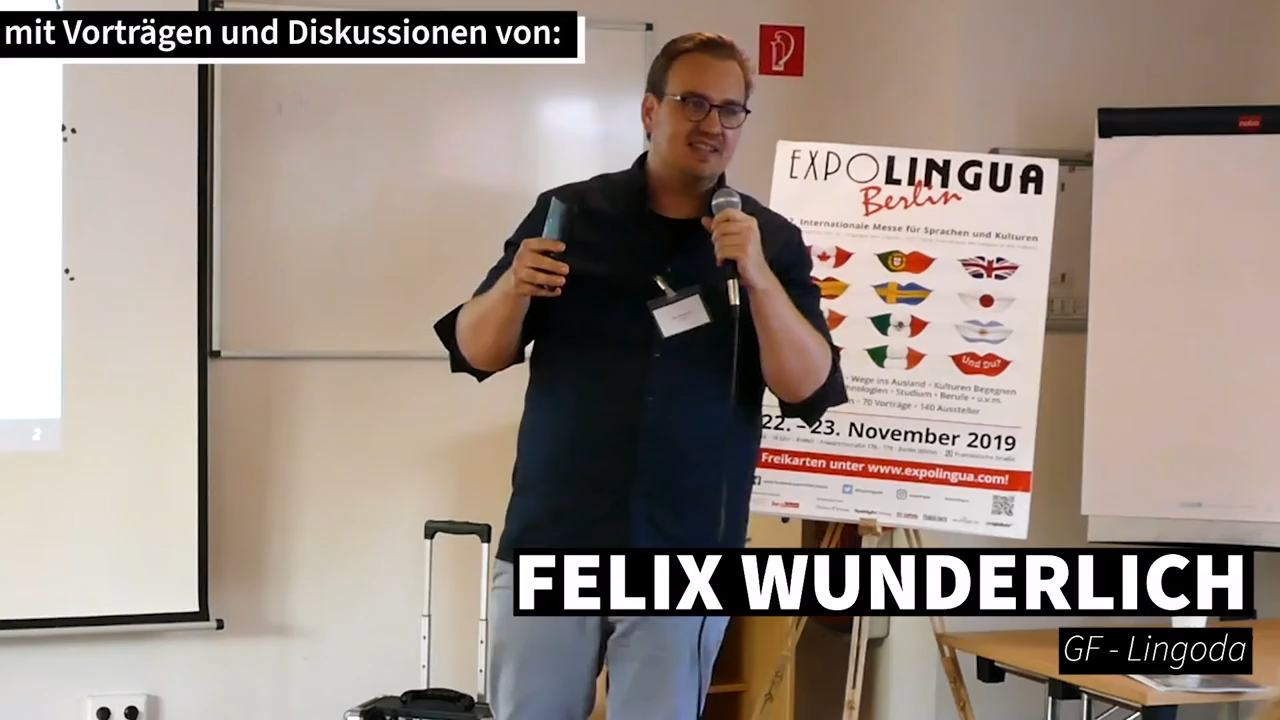 mit Vorträgen und Diskussionen von:
EXPOLINGUA
Berlin
Internationale Messe für Sprachen und Kulturen
Und Du?
Wege ins Ausland • Kulturen Begegnen
Studium • Berufe • u.v.m.
70 Vorträge • 140 Aussteller
22. – 23. November 2019
Freikarten unter www.expolingua.com!
2
FELIX WUNDERLICH
GF - Lingoda